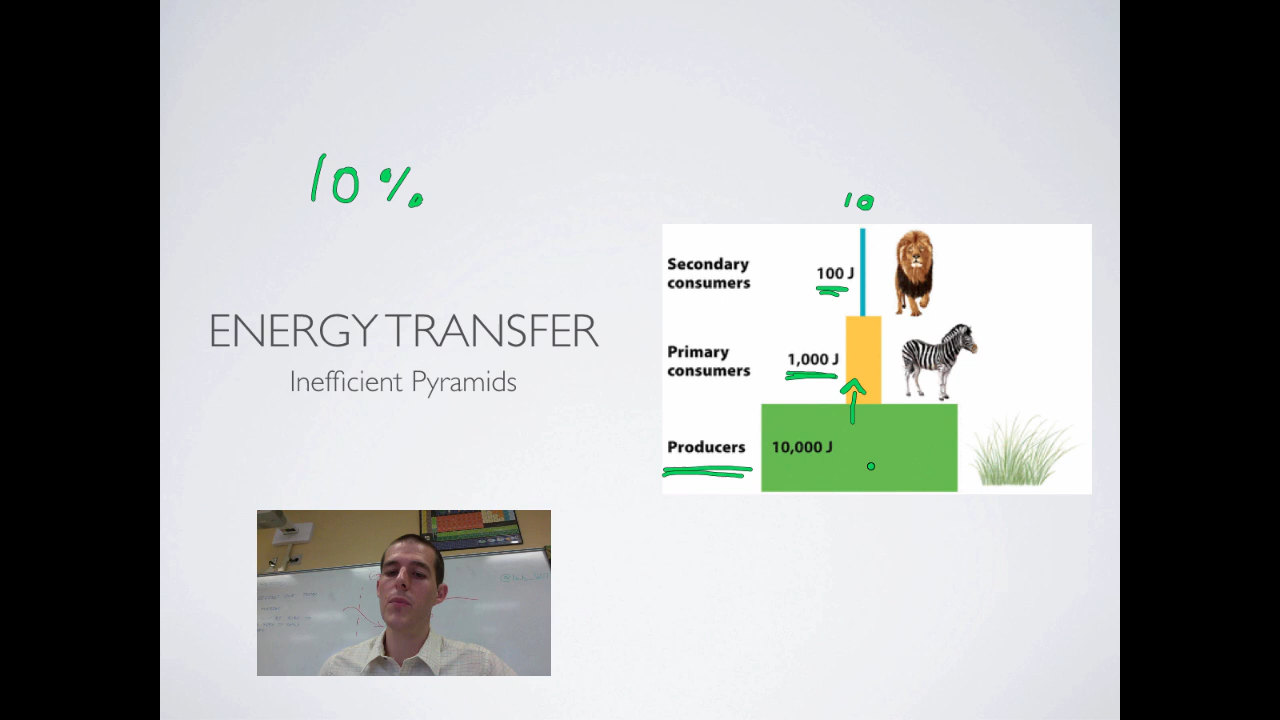 10%
ENERGY TRANSFER
Inefficient Pyramids
10
Secondary
consumers
100 J
Primary
consumers
1,000 J
Producers
10,000 J